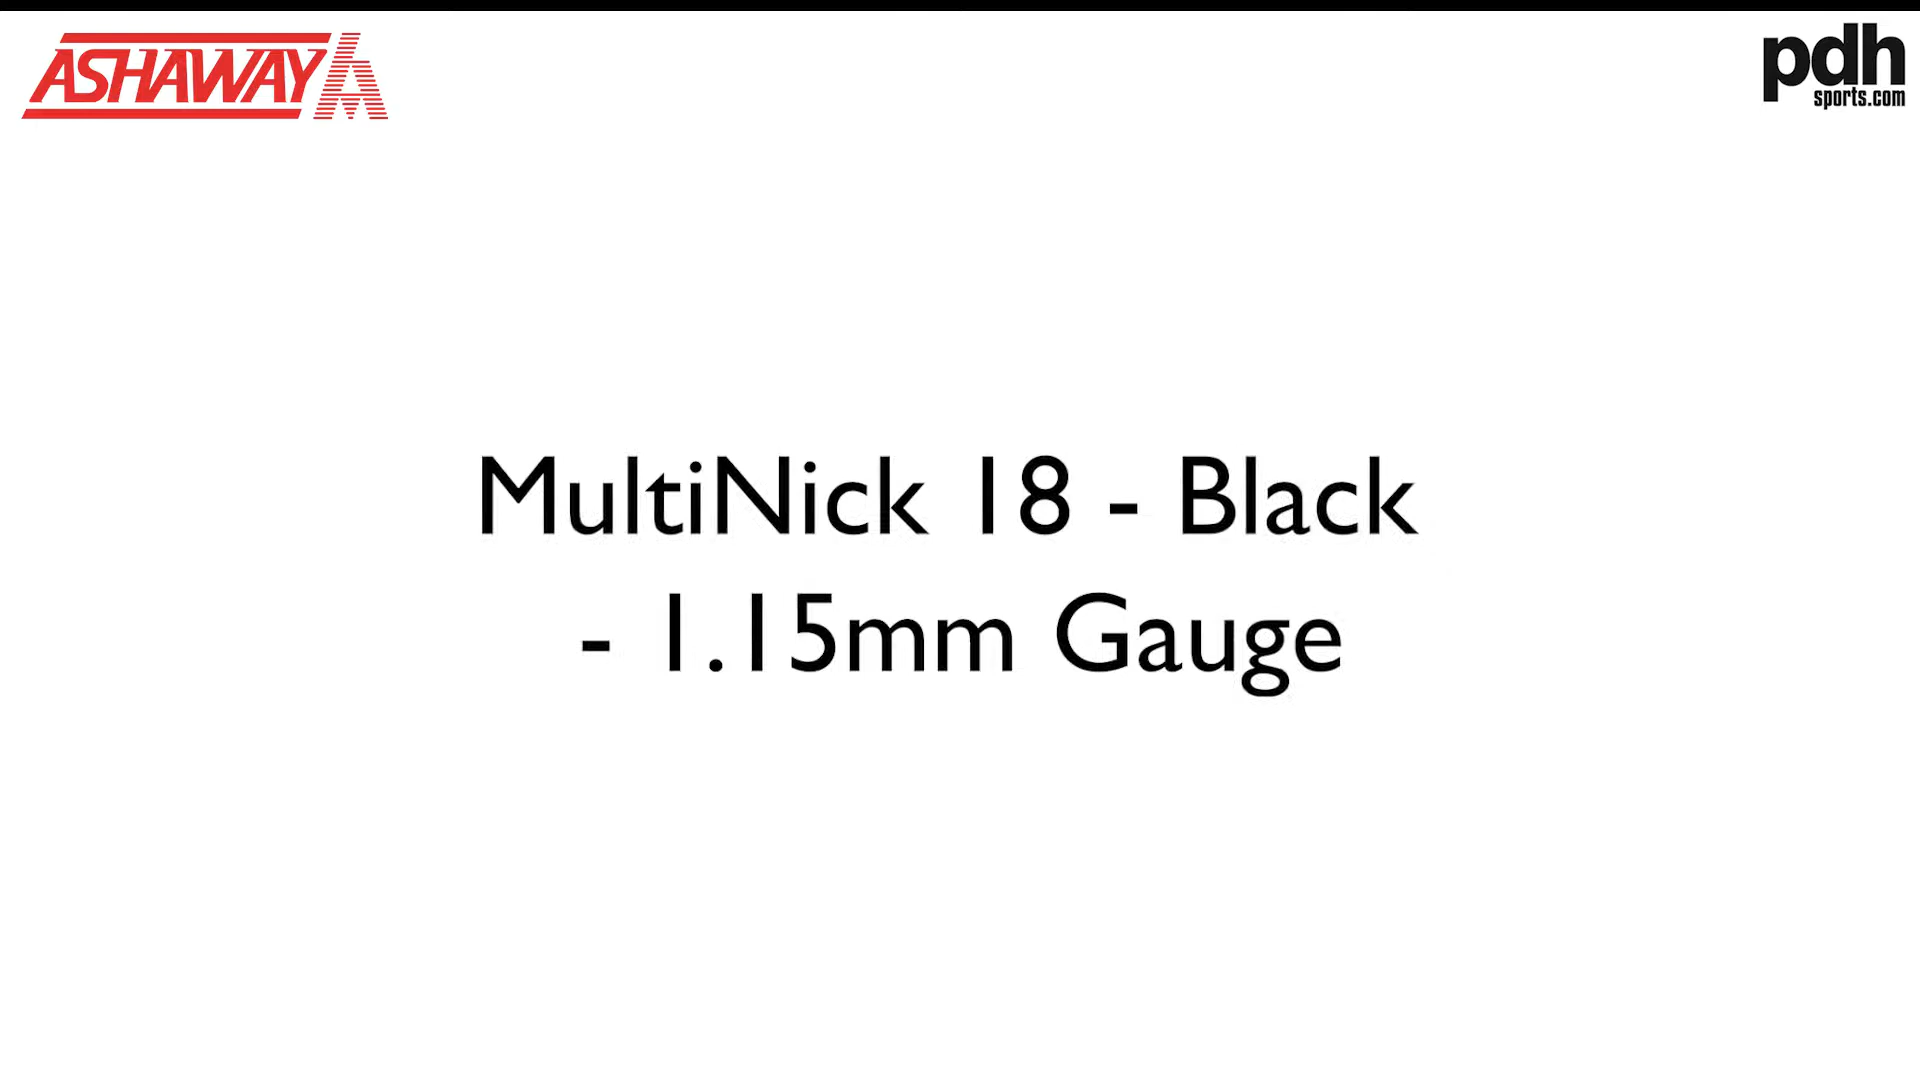 ASHAWAY
pdh
sports.com
MultiNick 18 - Black
- 1.15mm Gauge